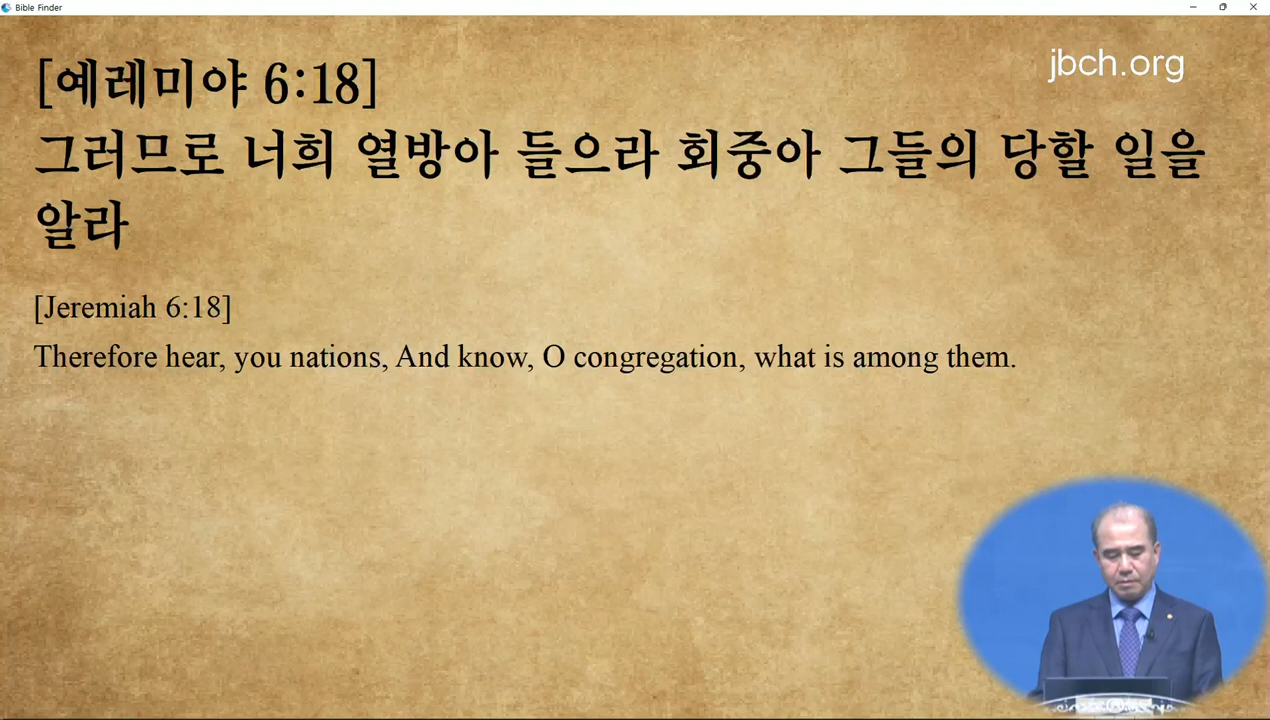 Bible Finder
jbch.org
[예레미야 6:18]
그러므로 너희 열방아 들으라 회중아 그들의 당할 일을
알라
[Jeremiah 6:18]
Therefore hear, you nations, And know, O congregation, what is among them.